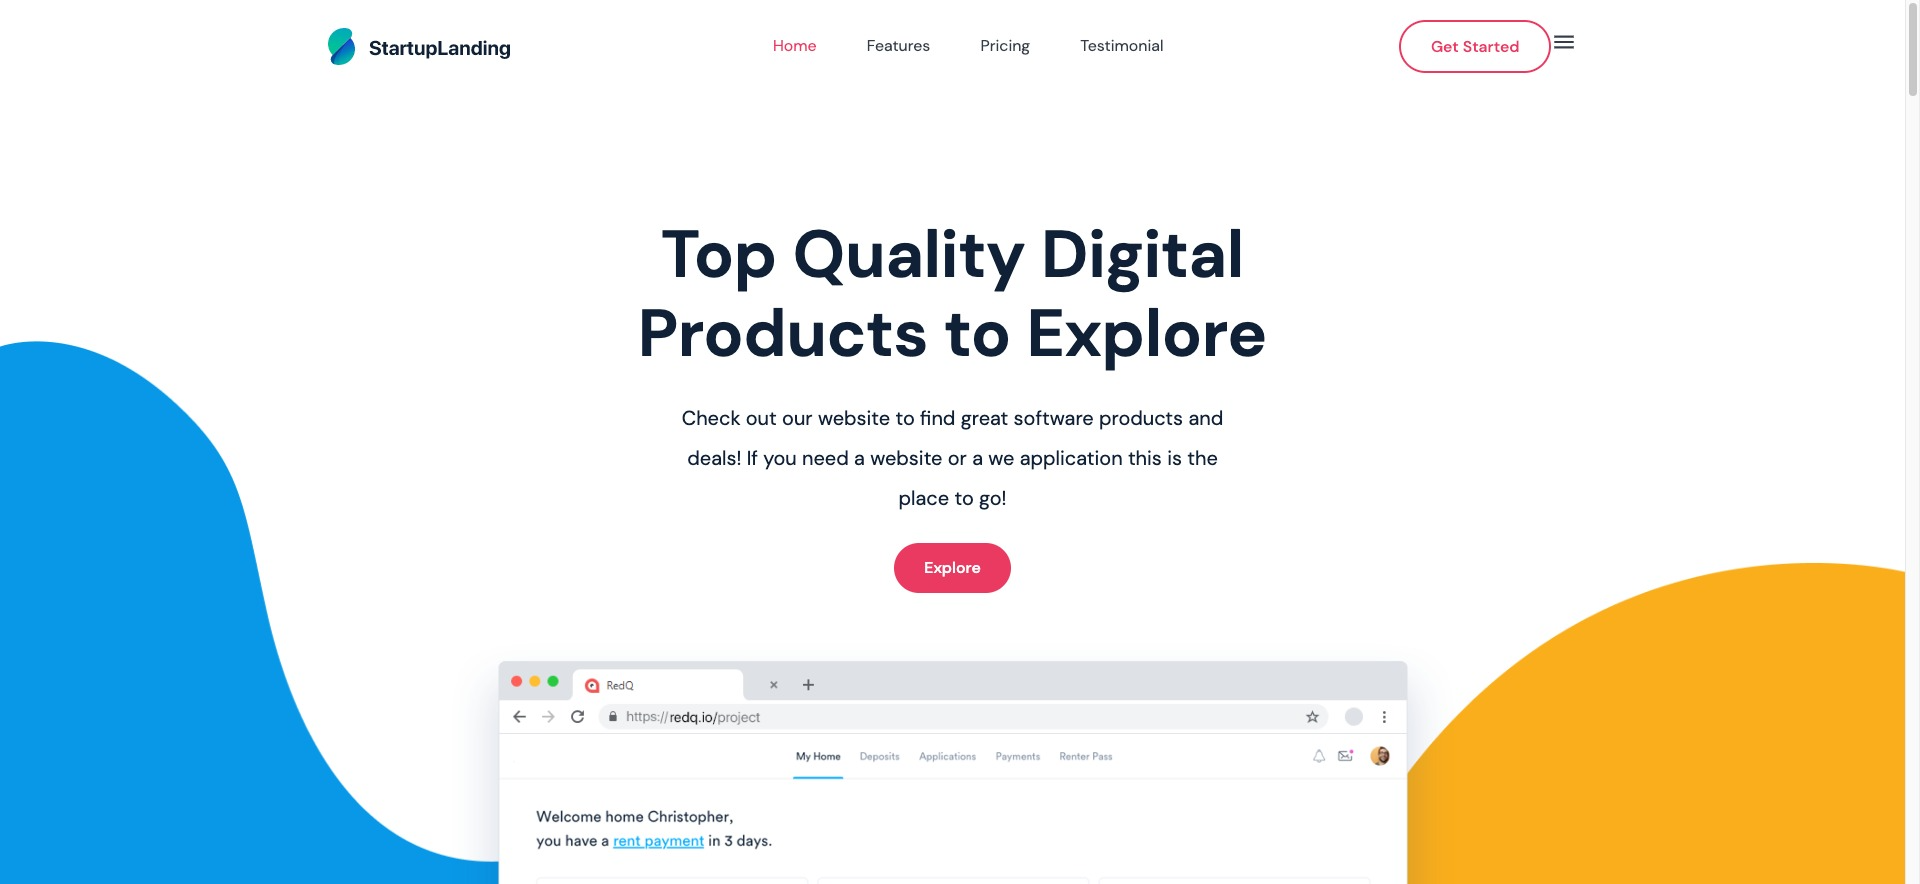 StartupLanding
Home Features Pricing Testimonial
Get Started
Top Quality Digital
Products to Explore
Check out our website to find great software products and
deals! If you need a website or a we application this is the
place to go!
Explore
RedQ
https://redq.io/project
My Home Deposits Applications Payments Renter Pass
Welcome home Christopher,
you have a rent payment in 3 days.